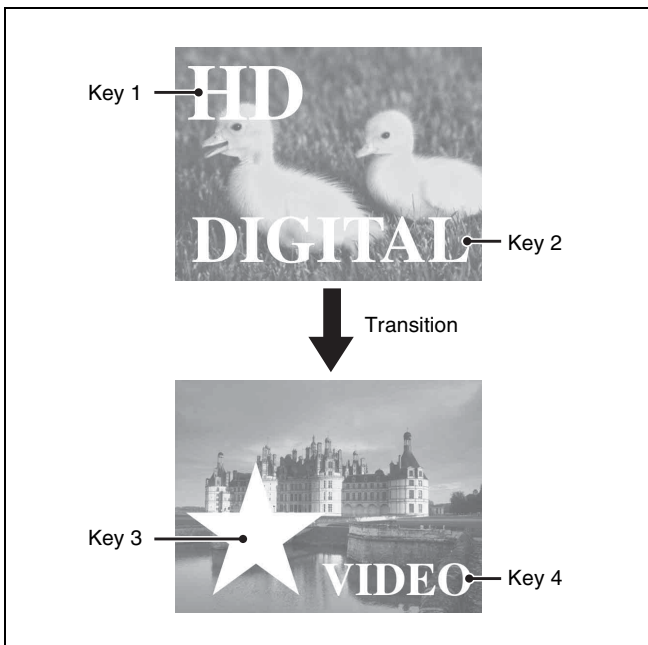 HD
Key 1
DIGITAL
Key 2
Transition
Key 3
VIDEO
Key 4